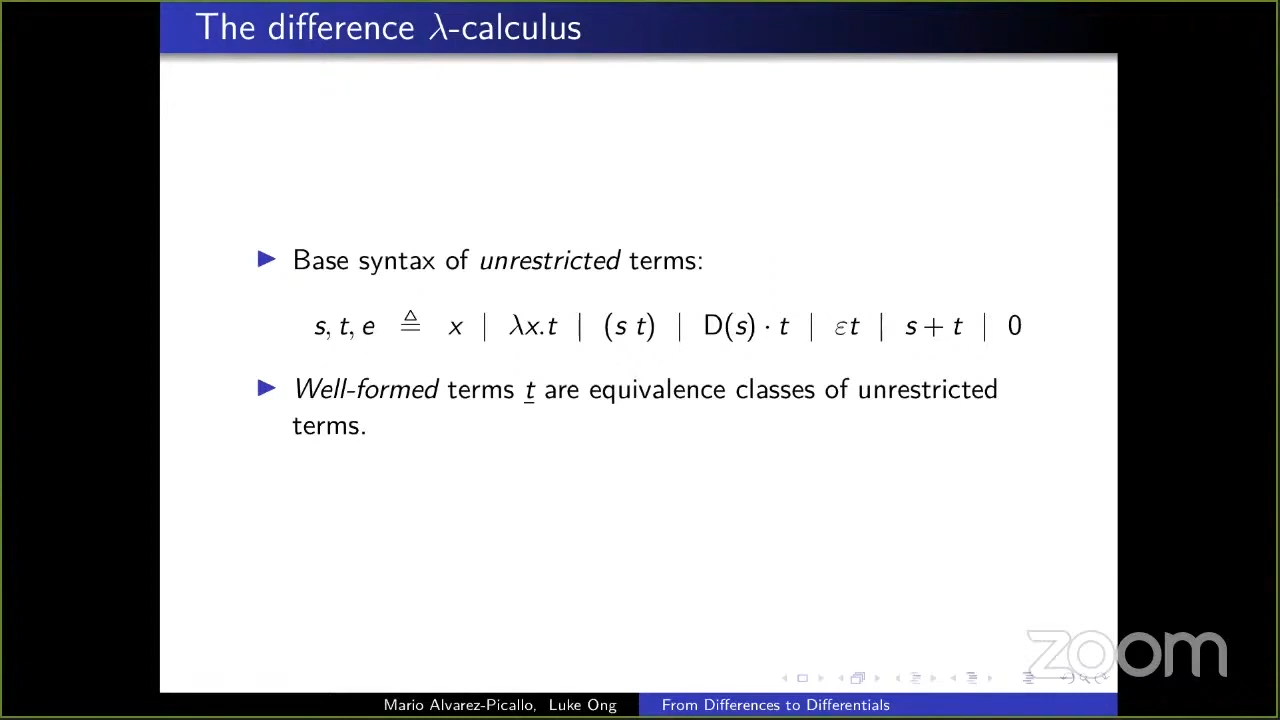 The difference λ-calculus
▶ Base syntax of unrestricted terms:
s, t, e ≜ x | λx.t | (s t) | D(s) · t | εt | s + t | 0
▶ Well-formed terms t̲ are equivalence classes of unrestricted
terms.
zoom
Mario Alvarez-Picallo, Luke Ong From Differences to Differentials